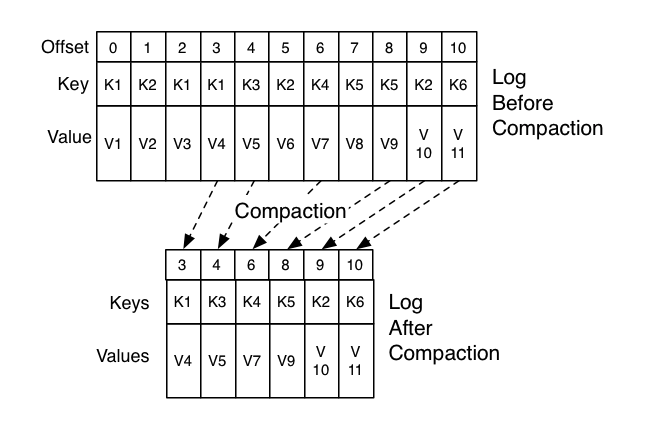 Offset 0 1 2 3 4 5 6 7 8 9 10
Key K1 K2 K1 K1 K3 K2 K4 K5 K5 K2 K6
Log
Before
Compaction
Value V1 V2 V3 V4 V5 V6 V7 V8 V9 V 10 V 11
Compaction
3 4 6 8 9 10
Keys K1 K3 K4 K5 K2 K6
Log
After
Compaction
Values V4 V5 V7 V9 V 10 V 11